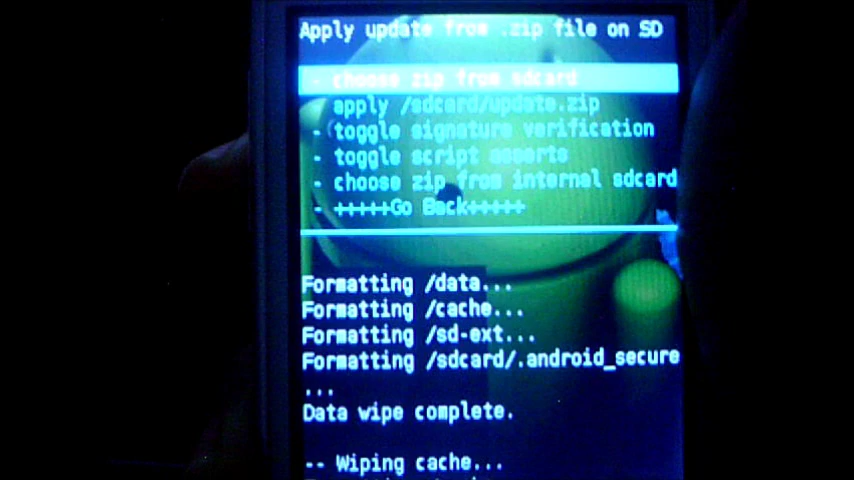 Apply update from .zip file on SD
- choose zip from sdcard
- apply /sdcard/update.zip
- toggle signature verification
- toggle script asserts
- choose zip from internal sdcard
- +++++Go Back+++++
Formatting /data...
Formatting /cache...
Formatting /sd-ext...
Formatting /sdcard/.android_secure
...
Data wipe complete.
-- Wiping cache...